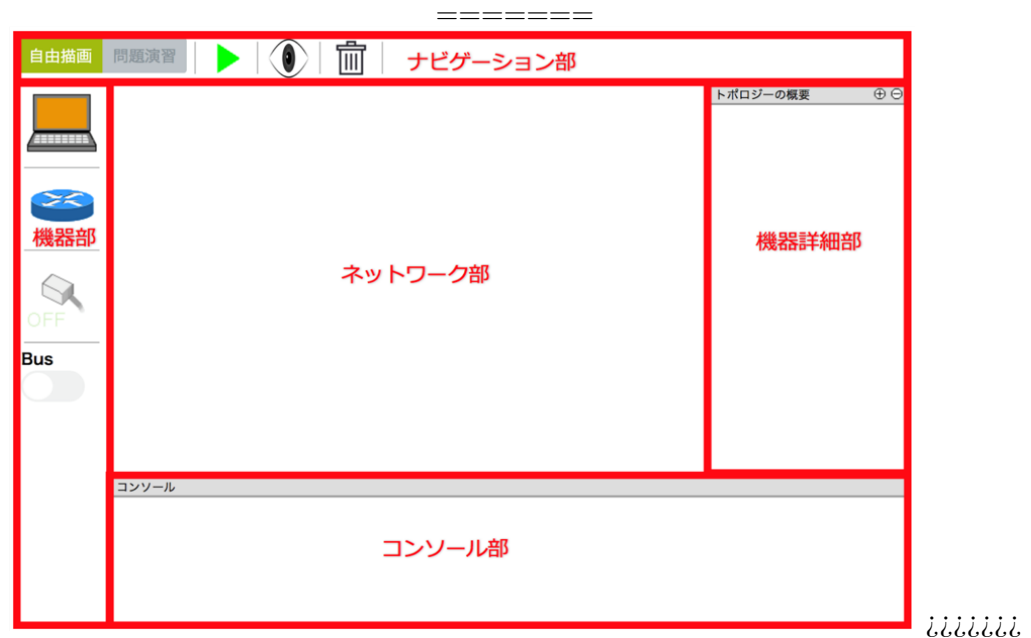 =======
自由描画 問題演習 ナビゲーション部
トポロジーの概要
機器部
機器詳細部
ネットワーク部
OFF
Bus
コンソール
コンソール部
¿¿¿¿¿¿¿